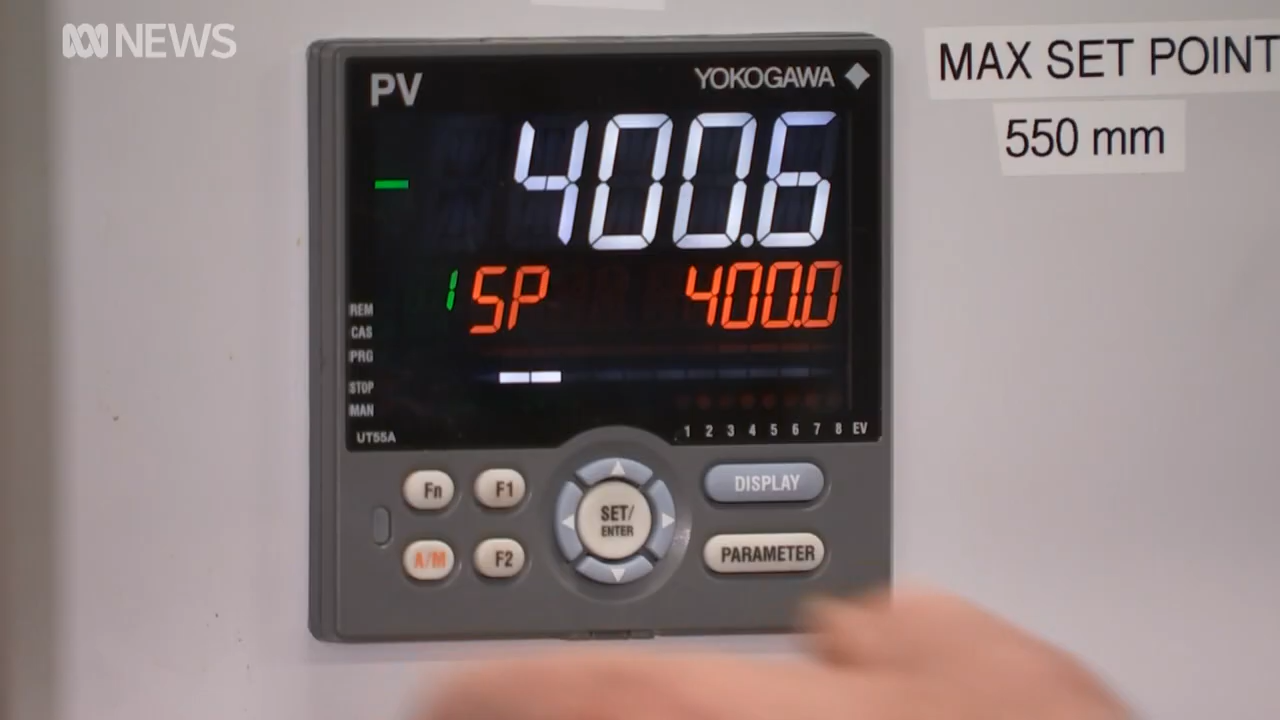 NEWS
PV
YOKOGAWA
MAX SET POINT
550 mm
400.6
1 SP 400.0
REM
CAS
PRG
STOP
MAN
UT55A
1 2 3 4 5 6 7 8 EV
Fn
F1
SET/
ENTER
DISPLAY
A/M
F2
PARAMETER